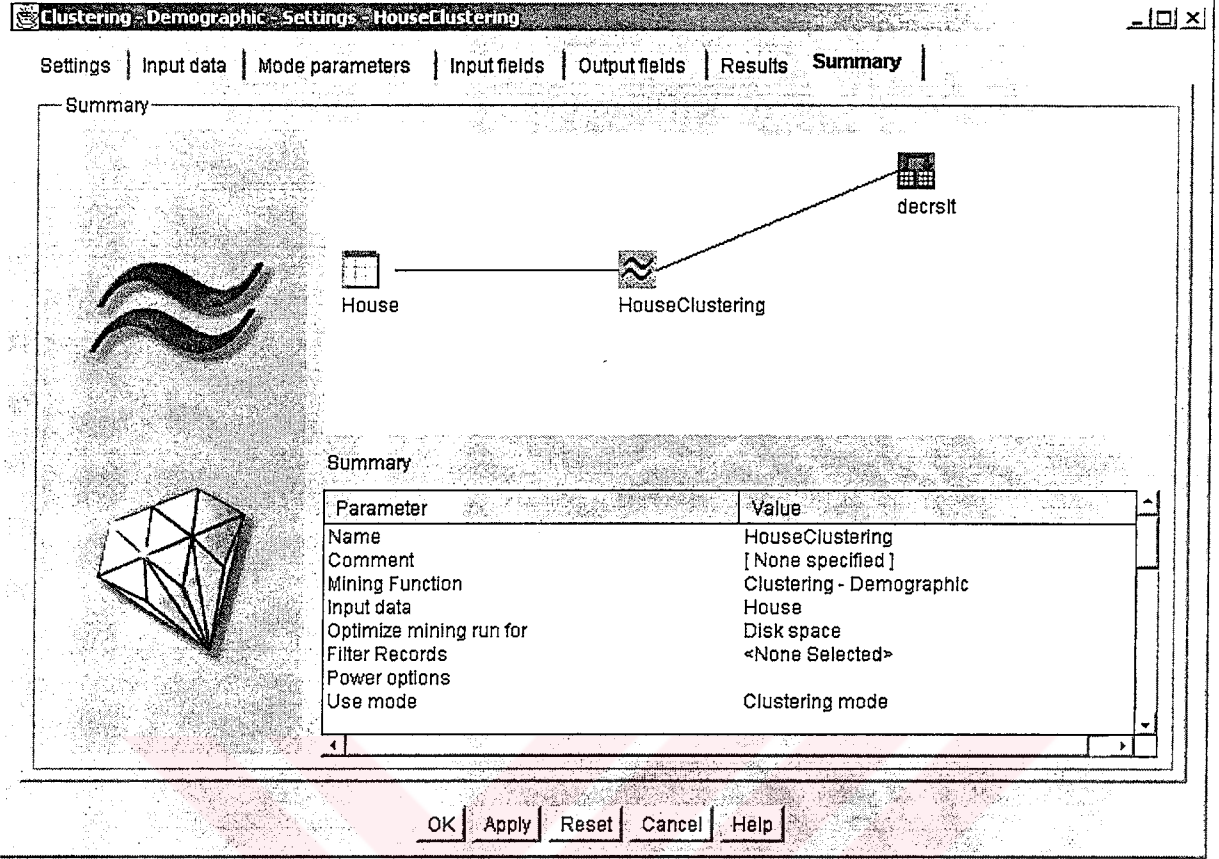 Clustering - Demographic - Settings - HouseClustering
Settings Input data Mode parameters Input fields Output fields Results Summary
Summary
decrslt
House
HouseClustering
Summary
Parameter Value
Name HouseClustering
Comment [ None specified ]
Mining Function Clustering - Demographic
Input data House
Optimize mining run for Disk space
Filter Records <None Selected>
Power options
Use mode Clustering mode
OK Apply Reset Cancel Help